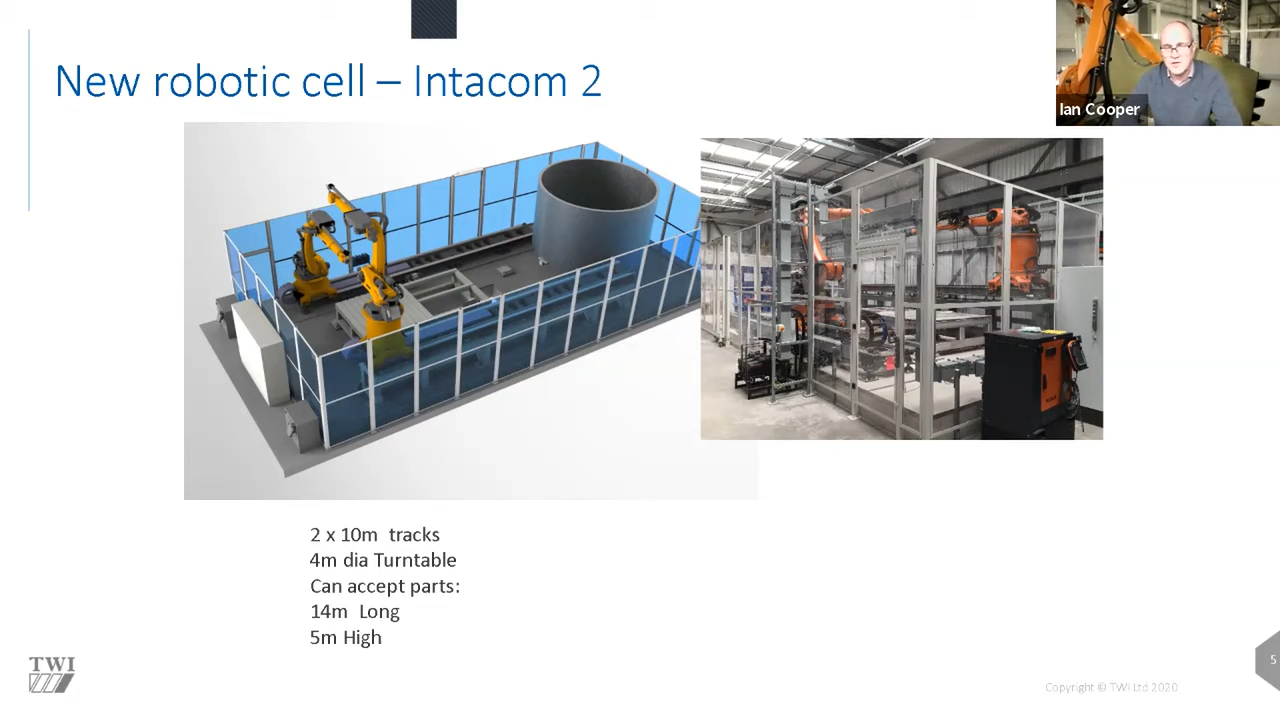 New robotic cell – Intacom 2
Ian Cooper
2 x 10m tracks
4m dia Turntable
Can accept parts:
14m Long
5m High
TWI
Copyright © TWI Ltd 2020
5